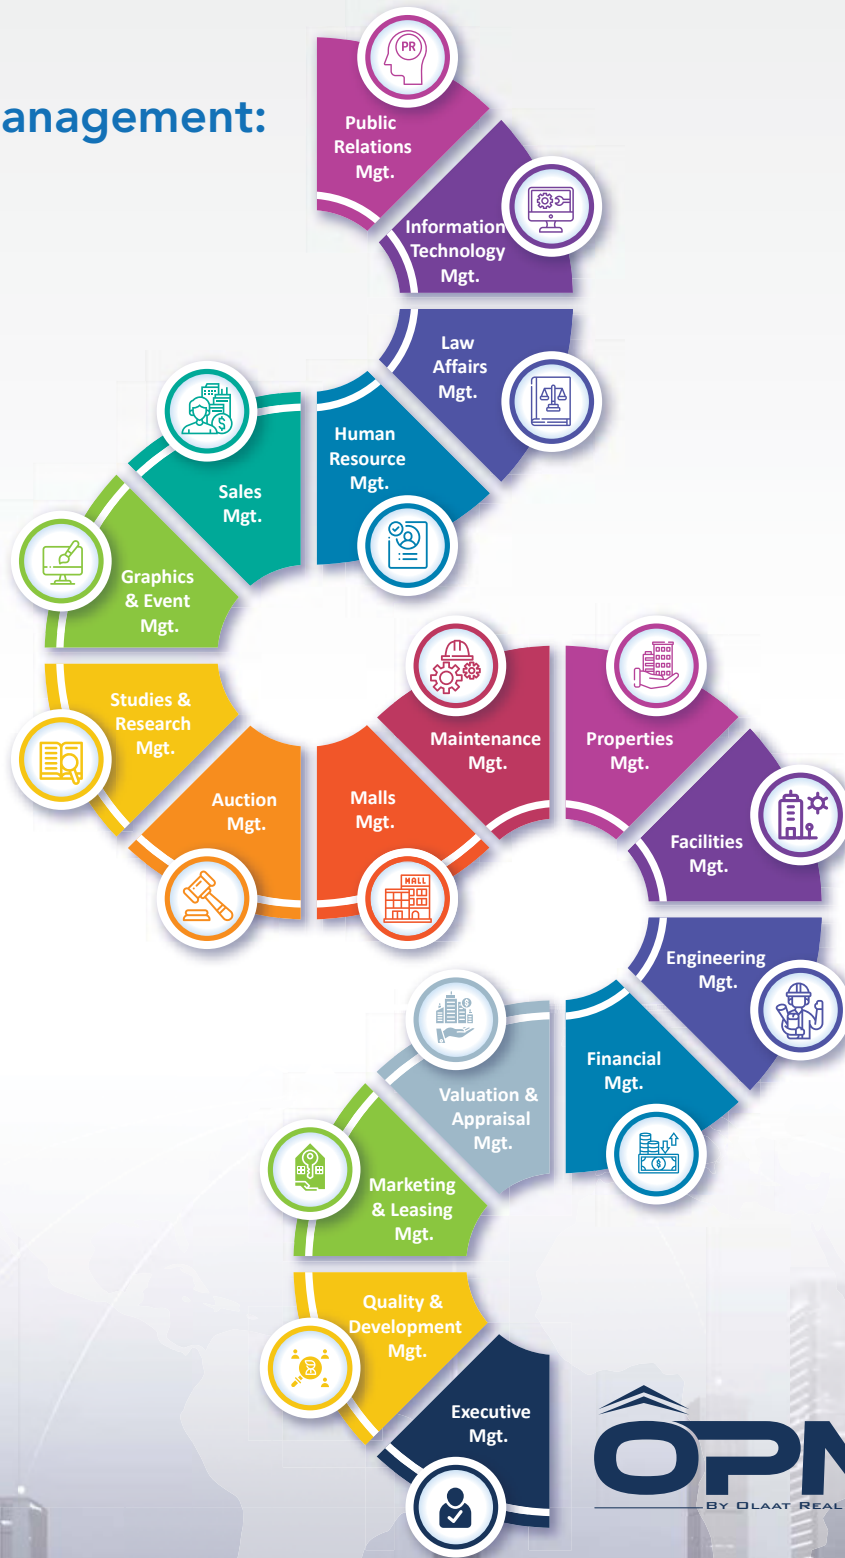 anagement:
PR
Public
Relations
Mgt.
Information
Technology
Mgt.
Law
Affairs
Mgt.
Human
Resource
Mgt.
Sales
Mgt.
Graphics
& Event
Mgt.
Studies &
Research
Mgt.
Auction
Mgt.
Malls
Mgt.
MALL
Maintenance
Mgt.
Properties
Mgt.
Facilities
Mgt.
Engineering
Mgt.
Financial
Mgt.
Valuation &
Appraisal
Mgt.
Marketing
& Leasing
Mgt.
Quality &
Development
Mgt.
Executive
Mgt.
OPM
BY OLAAT REAL